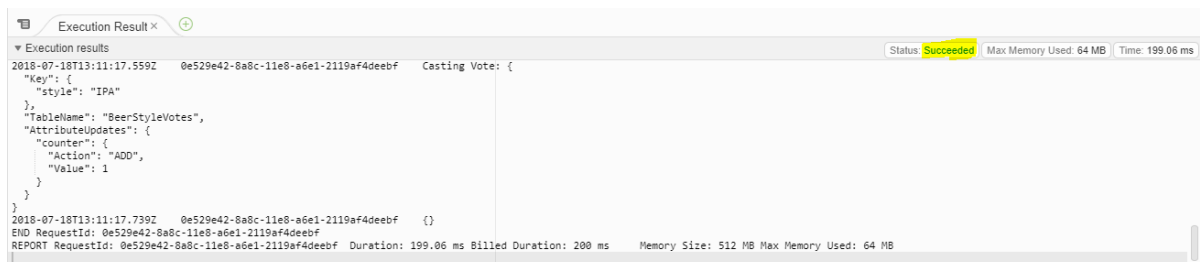 Execution Result ×
▼ Execution results
Status: Succeeded Max Memory Used: 64 MB Time: 199.06 ms
2018-07-18T13:11:17.559Z    0e529e42-8a8c-11e8-a6e1-2119af4deebf    Casting Vote: {
  "Key": {
    "style": "IPA"
  },
  "TableName": "BeerStyleVotes",
  "AttributeUpdates": {
    "counter": {
      "Action": "ADD",
      "Value": 1
    }
  }
}
2018-07-18T13:11:17.739Z    0e529e42-8a8c-11e8-a6e1-2119af4deebf    {}
END RequestId: 0e529e42-8a8c-11e8-a6e1-2119af4deebf
REPORT RequestId: 0e529e42-8a8c-11e8-a6e1-2119af4deebf  Duration: 199.06 ms Billed Duration: 200 ms     Memory Size: 512 MB Max Memory Used: 64 MB